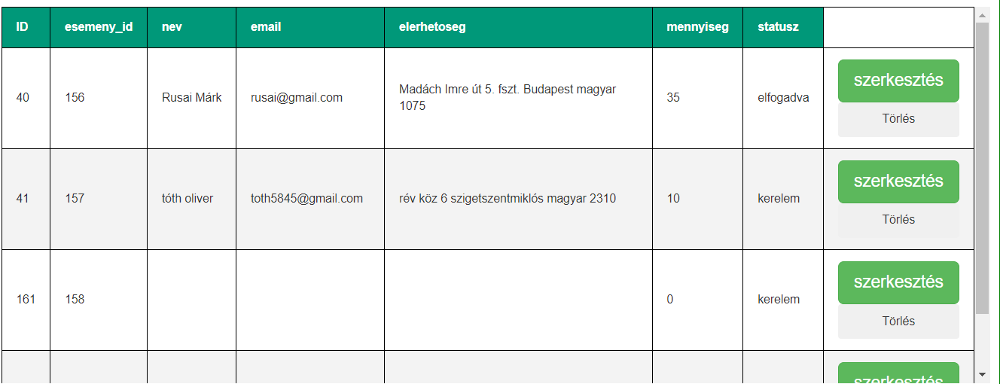 ID esemeny_id nev email elerhetoseg mennyiseg statusz
40 156 Rusai Márk rusai@gmail.com Madách Imre út 5. fszt. Budapest magyar 1075 35 elfogadva szerkesztés
Törlés
41 157 tóth oliver toth5845@gmail.com rév köz 6 szigetszentmiklós magyar 2310 10 kerelem szerkesztés
Törlés
161 158 0 kerelem szerkesztés
Törlés
szerkesztés